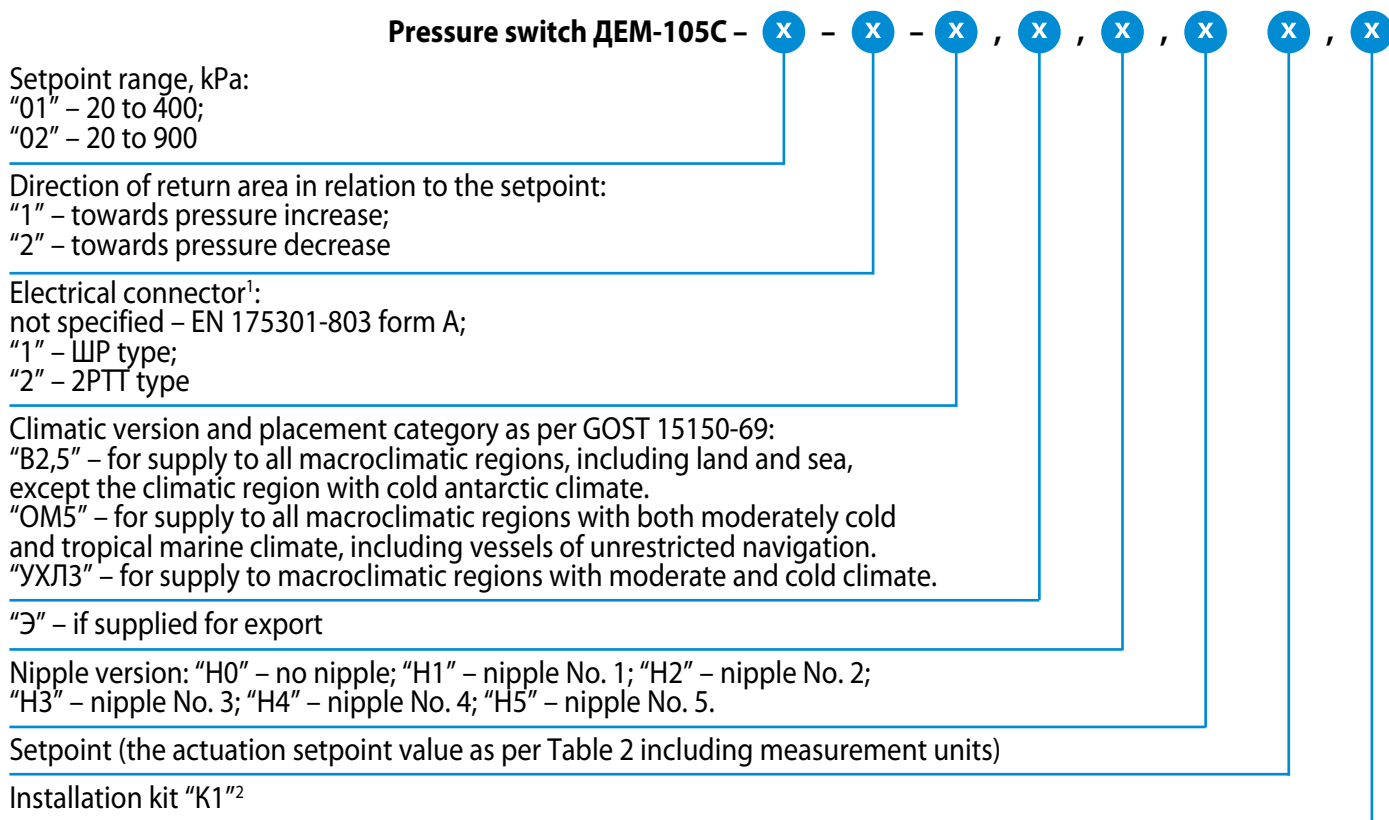 Pressure switch ДЕМ-105С – X – X – X , X , X , X X , X
Setpoint range, kPa:
“01” – 20 to 400;
“02” – 20 to 900
Direction of return area in relation to the setpoint:
“1” – towards pressure increase;
“2” – towards pressure decrease
Electrical connector¹:
not specified – EN 175301-803 form A;
“1” – ШР type;
“2” – 2РТТ type
Climatic version and placement category as per GOST 15150-69:
“В2,5” – for supply to all macroclimatic regions, including land and sea,
except the climatic region with cold antarctic climate.
“ОМ5” – for supply to all macroclimatic regions with both moderately cold
and tropical marine climate, including vessels of unrestricted navigation.
“УХЛ3” – for supply to macroclimatic regions with moderate and cold climate.
“Э” – if supplied for export
Nipple version: “Н0” – no nipple; “Н1” – nipple No. 1; “Н2” – nipple No. 2;
“Н3” – nipple No. 3; “Н4” – nipple No. 4; “Н5” – nipple No. 5.
Setpoint (the actuation setpoint value as per Table 2 including measurement units)
Installation kit “К1”²